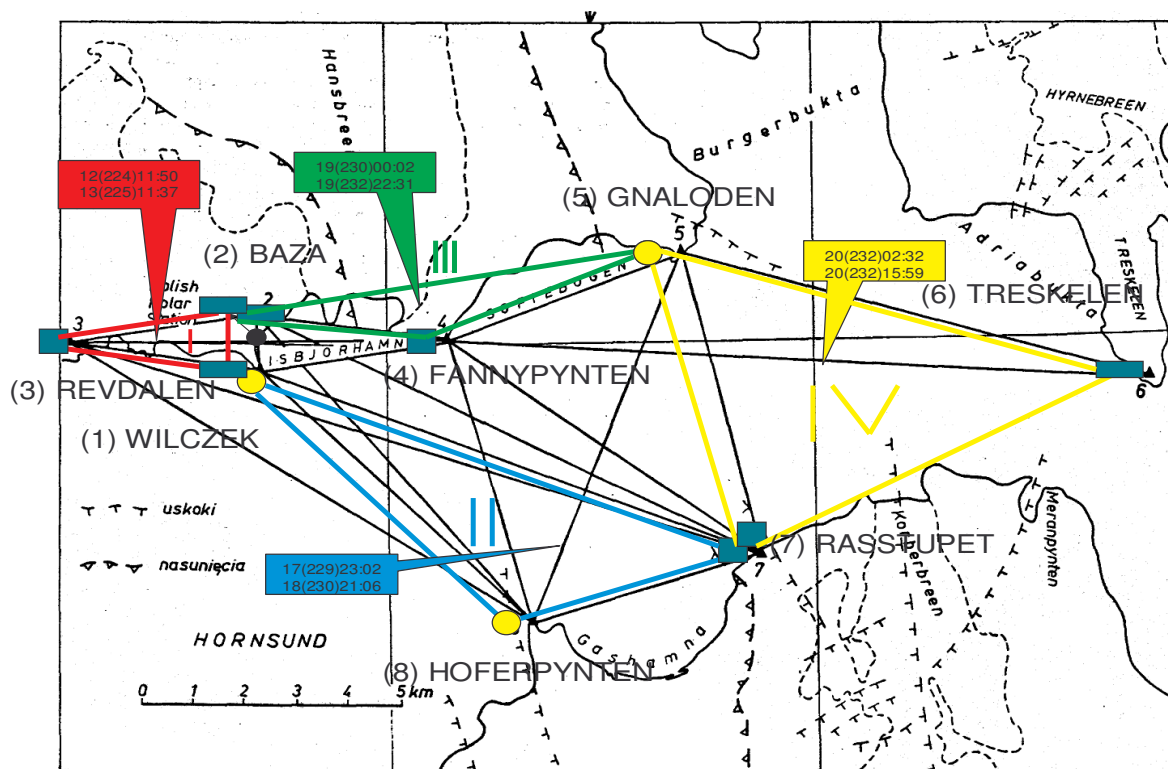 Hansbreen
Burgerbukta
HYRNEBREEN
12(224)11:50
13(225)11:37
19(230)00:02
19(232)22:31
(5) GNALODEN
5
Adriabukta
TRESKELEN
(2) BAZA
III
20(232)02:32
20(232)15:59
SOFIEBOGEN
(6) TRESKELEN
Polish
Polar
Station
2
3
I
ISBJORHAMN
4
(3) REVDALEN
(4) FANNYPYNTEN
6
IV
(1) WILCZEK
uskoki
II
(7) RASSTUPET
Korberbreen
Meranpynten
nasunięcia
17(229)23:02
18(230)21:06
7
HORNSUND
Gashamna
(8) HOFERPYNTEN
0 1 2 3 4 5 km